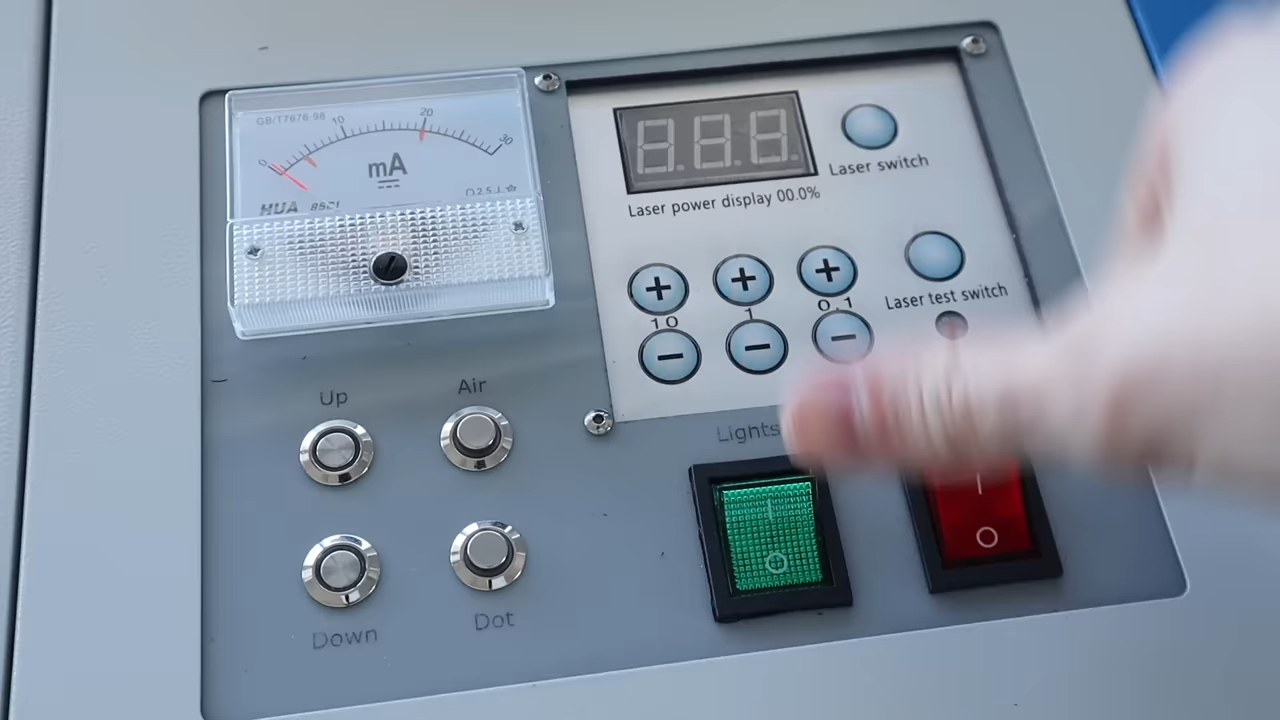 GB/T7676-98
0 10 20 30
mA
HUA
Laser switch
Laser power display 00.0%
+ + +
10 1 0.1
− − −
Laser test switch
Up
Air
Lights
Down
Dot